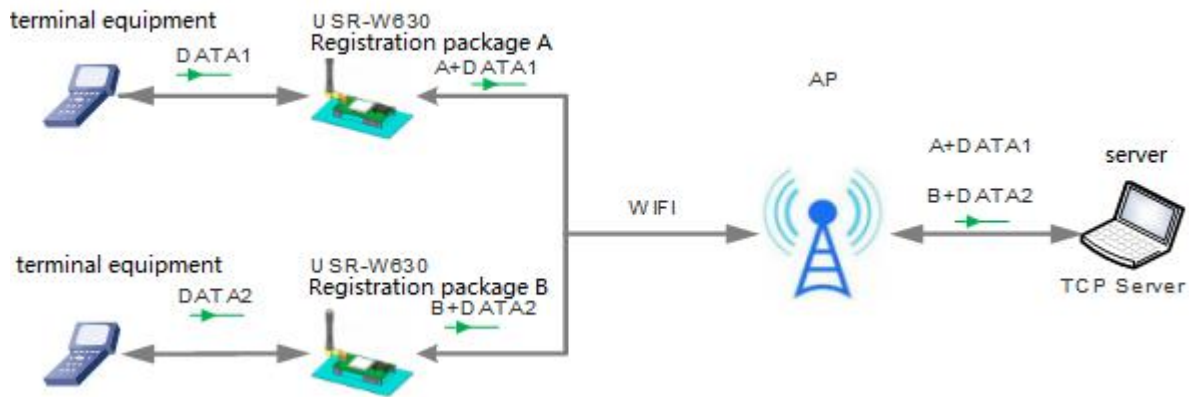 terminal equipment
USR-W630
Registration package A
DATA1
A+DATA1
AP
A+DATA1
server
B+DATA2
WIFI
TCP Server
terminal equipment
USR-W630
Registration package B
DATA2
B+DATA2